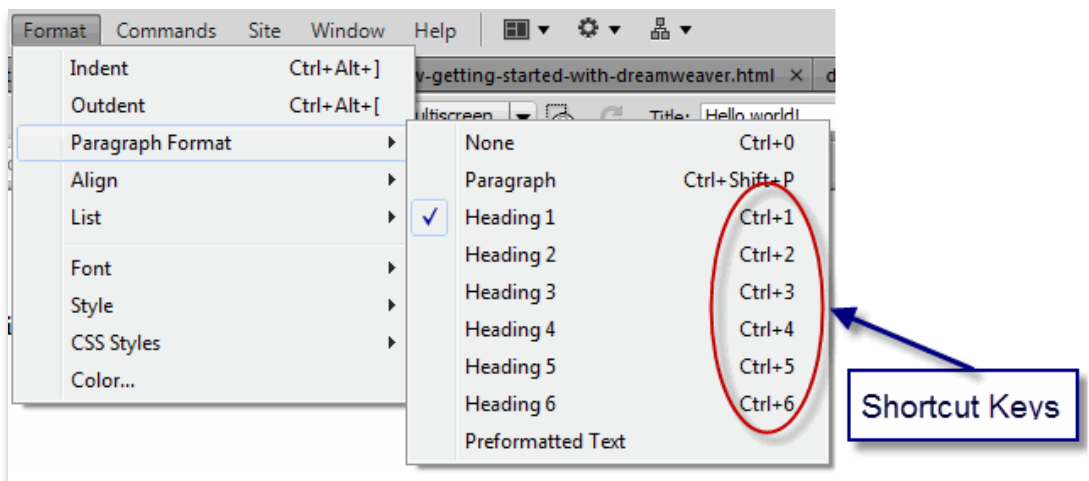 Format Commands Site Window Help
v-getting-started-with-dreamweaver.html × d
ultiscreen Title: Hello world!
Indent Ctrl+Alt+]
Outdent Ctrl+Alt+[
Paragraph Format
Align
List
Font
Style
CSS Styles
Color...
None Ctrl+0
Paragraph Ctrl+Shift+P
Heading 1 Ctrl+1
Heading 2 Ctrl+2
Heading 3 Ctrl+3
Heading 4 Ctrl+4
Heading 5 Ctrl+5
Heading 6 Ctrl+6
Preformatted Text
Shortcut Keys